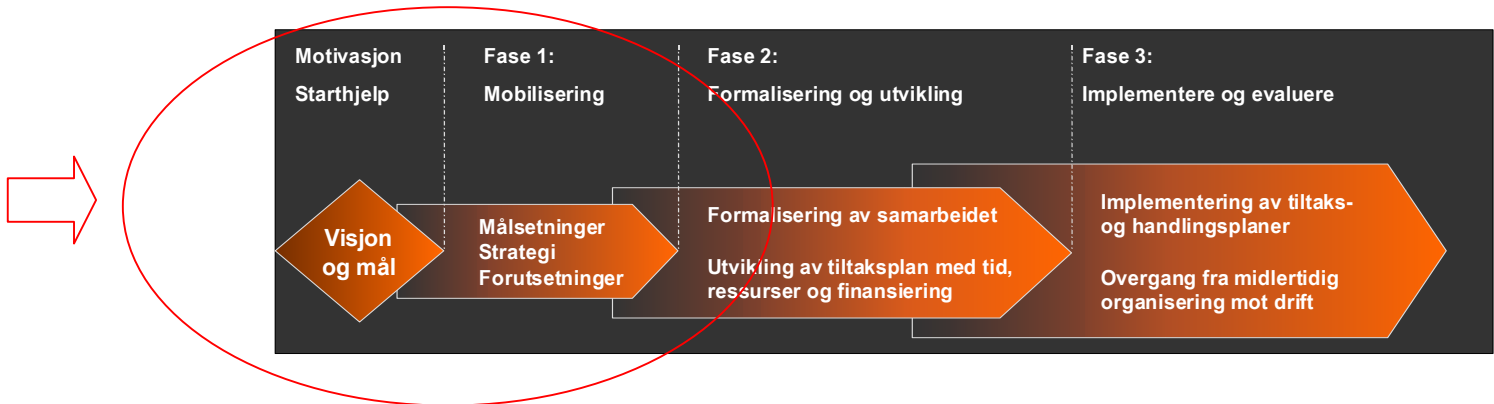 Motivasjon
Starthjelp
Fase 1:
Mobilisering
Fase 2:
Formalisering og utvikling
Fase 3:
Implementere og evaluere
Visjon
og mål
Målsetninger
Strategi
Forutsetninger
Formalisering av samarbeidet
Utvikling av tiltaksplan med tid,
ressurser og finansiering
Implementering av tiltaks-
og handlingsplaner
Overgang fra midlertidig
organisering mot drift